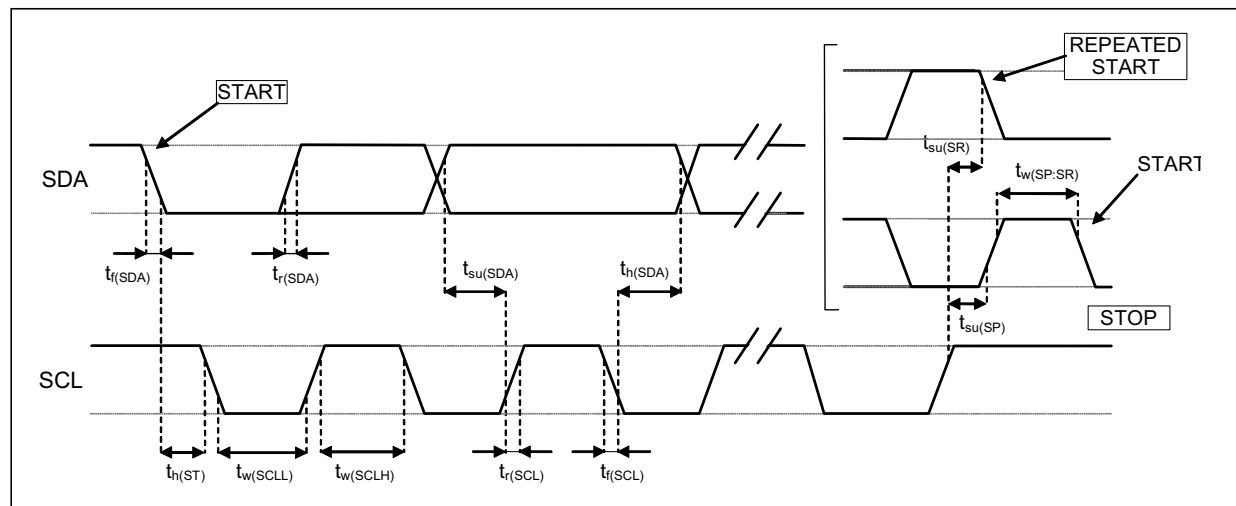 REPEATED
START
START
SDA
tsu(SR)
tw(SP:SR)
START
tf(SDA)
tr(SDA)
tsu(SDA)
th(SDA)
tsu(SP)
STOP
SCL
th(ST)
tw(SCLL)
tw(SCLH)
tr(SCL)
tf(SCL)